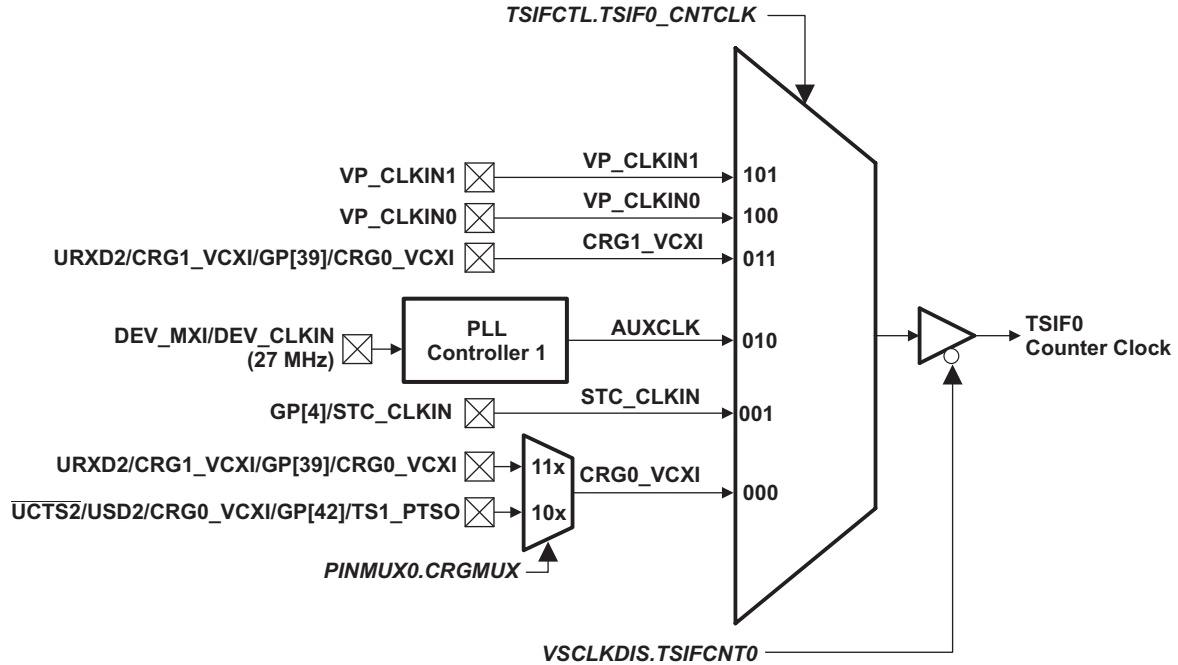 TSIFCTL.TSIF0_CNTCLK
VP_CLKIN1
VP_CLKIN1
101
VP_CLKIN0
VP_CLKIN0
100
URXD2/CRG1_VCXI/GP[39]/CRG0_VCXI
CRG1_VCXI
011
DEV_MXI/DEV_CLKIN
(27 MHz)
PLL
Controller 1
AUXCLK
010
TSIF0
Counter Clock
GP[4]/STC_CLKIN
STC_CLKIN
001
URXD2/CRG1_VCXI/GP[39]/CRG0_VCXI
11x
CRG0_VCXI
000
UCTS2/USD2/CRG0_VCXI/GP[42]/TS1_PTSO
10x
PINMUX0.CRGMUX
VSCLKDIS.TSIFCNT0